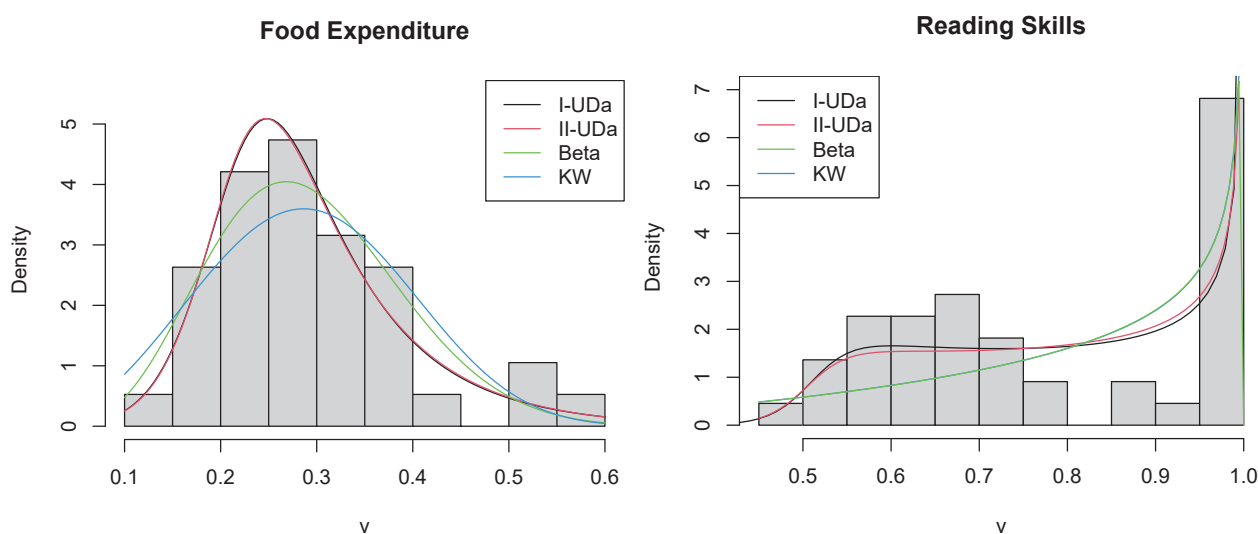 Food Expenditure
I-UDa
II-UDa
Beta
KW
Density
0
1
2
3
4
5
0.1 0.2 0.3 0.4 0.5 0.6
y
Reading Skills
I-UDa
II-UDa
Beta
KW
Density
0
1
2
3
4
5
6
7
0.5 0.6 0.7 0.8 0.9 1.0
y